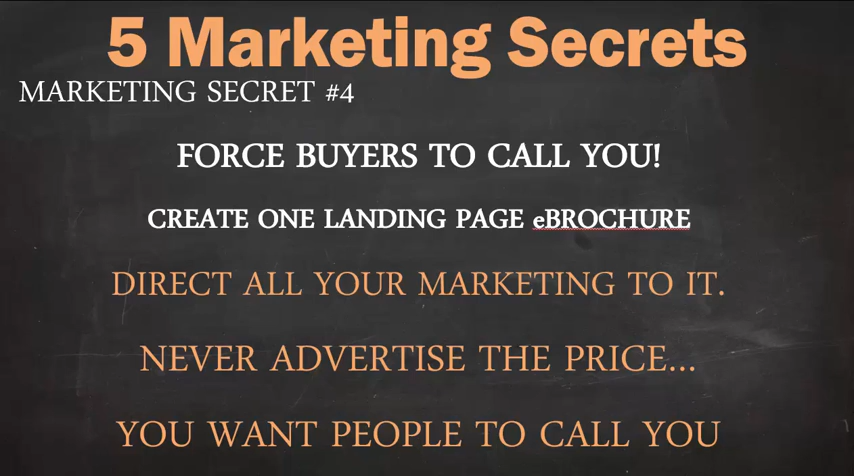 5 Marketing Secrets
MARKETING SECRET #4
FORCE BUYERS TO CALL YOU!
CREATE ONE LANDING PAGE eBROCHURE
DIRECT ALL YOUR MARKETING TO IT.
NEVER ADVERTISE THE PRICE...
YOU WANT PEOPLE TO CALL YOU